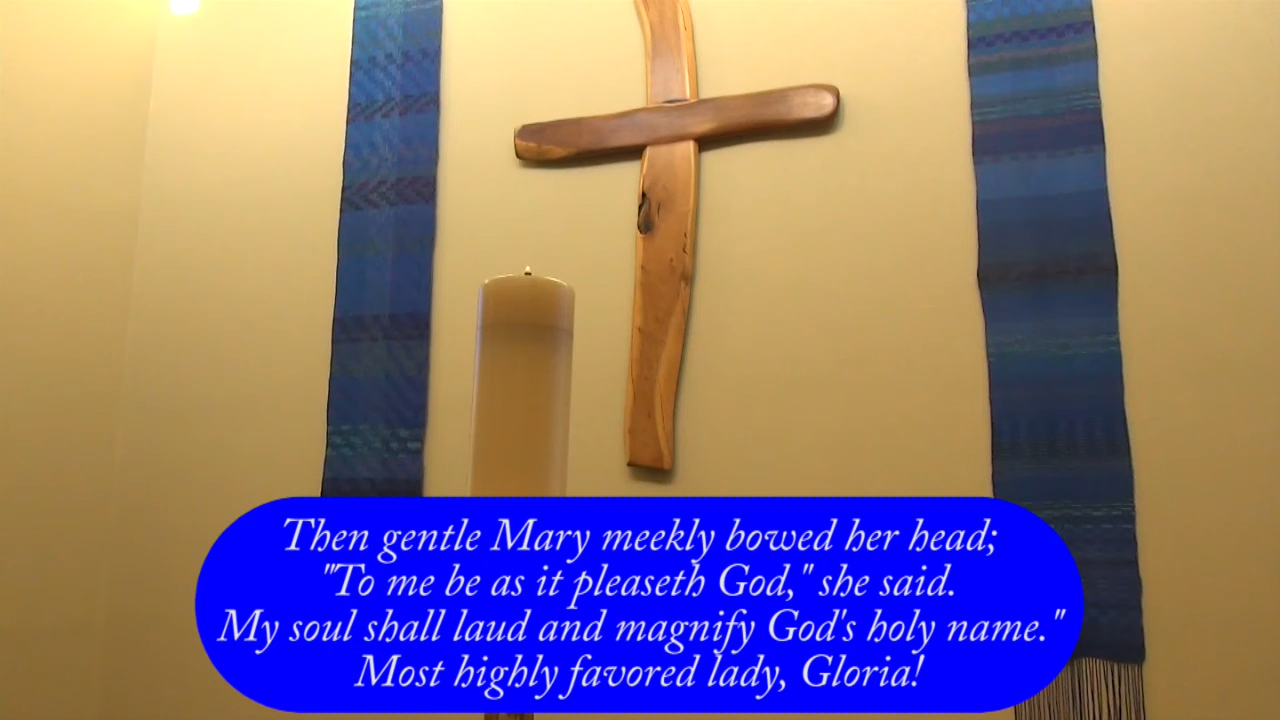 Then gentle Mary meekly bowed her head;
"To me be as it pleaseth God," she said.
My soul shall laud and magnify God's holy name."
Most highly favored lady, Gloria!